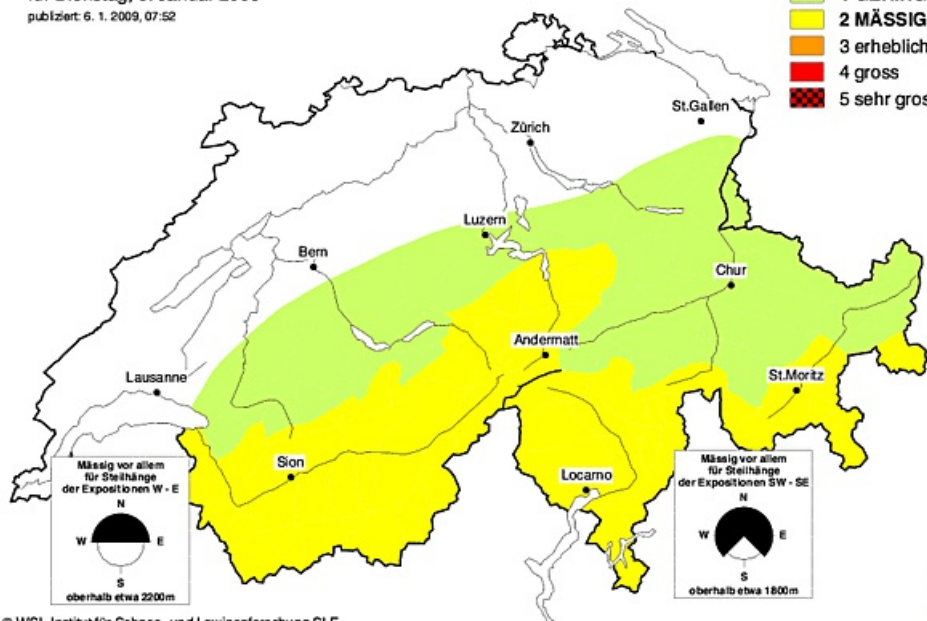 publiziert: 6. 1. 2009, 07:52
2 MÄSSIG
3 erheblich
4 gross
5 sehr gros
St.Gallen
Zürich
Luzern
Bern
Chur
Andermatt
St.Moritz
Lausanne
Sion
Locarno
Mässig vor allem
für Steilhänge
der Expositionen W - E
N
W E
S
oberhalb etwa 2200m
Mässig vor allem
für Steilhänge
der Expositionen SW - SE
N
W E
S
oberhalb etwa 1800m